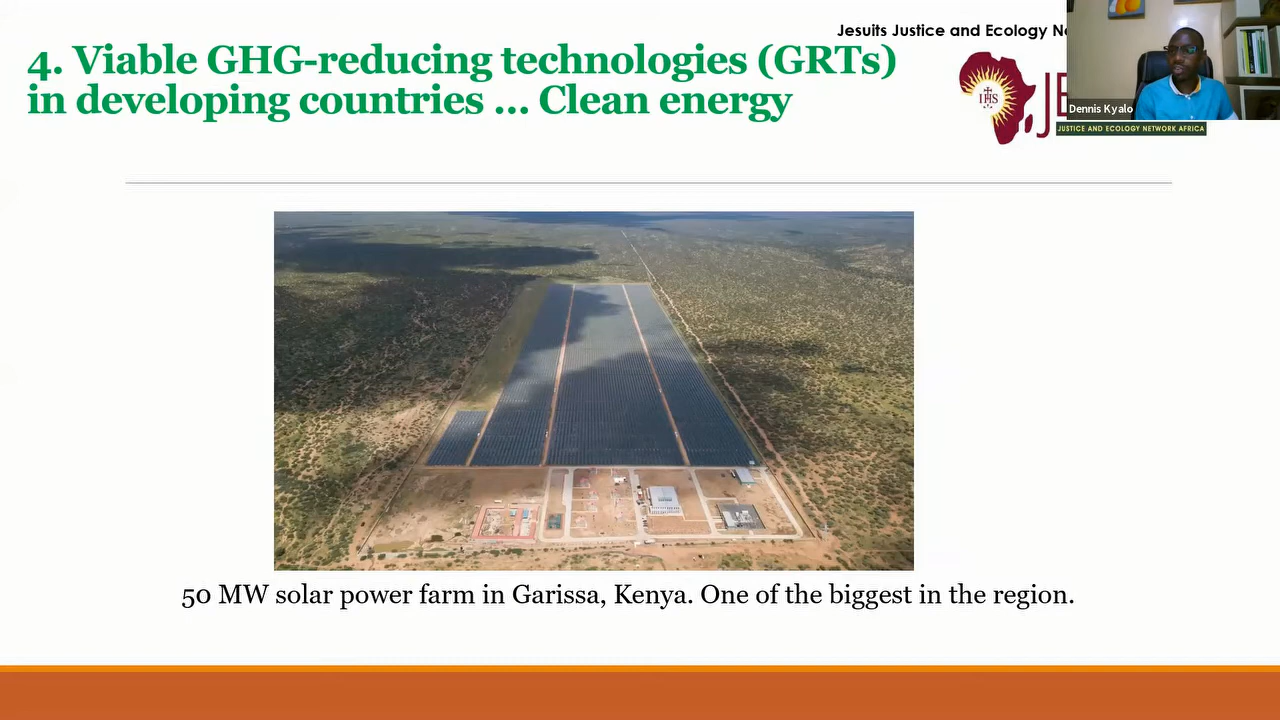 Jesuits Justice and Ecology
4. Viable GHG-reducing technologies (GRTs)
in developing countries ... Clean energy
IHS
Dennis Kyalo
JUSTICE AND ECOLOGY NETWORK AFRICA
50 MW solar power farm in Garissa, Kenya. One of the biggest in the region.